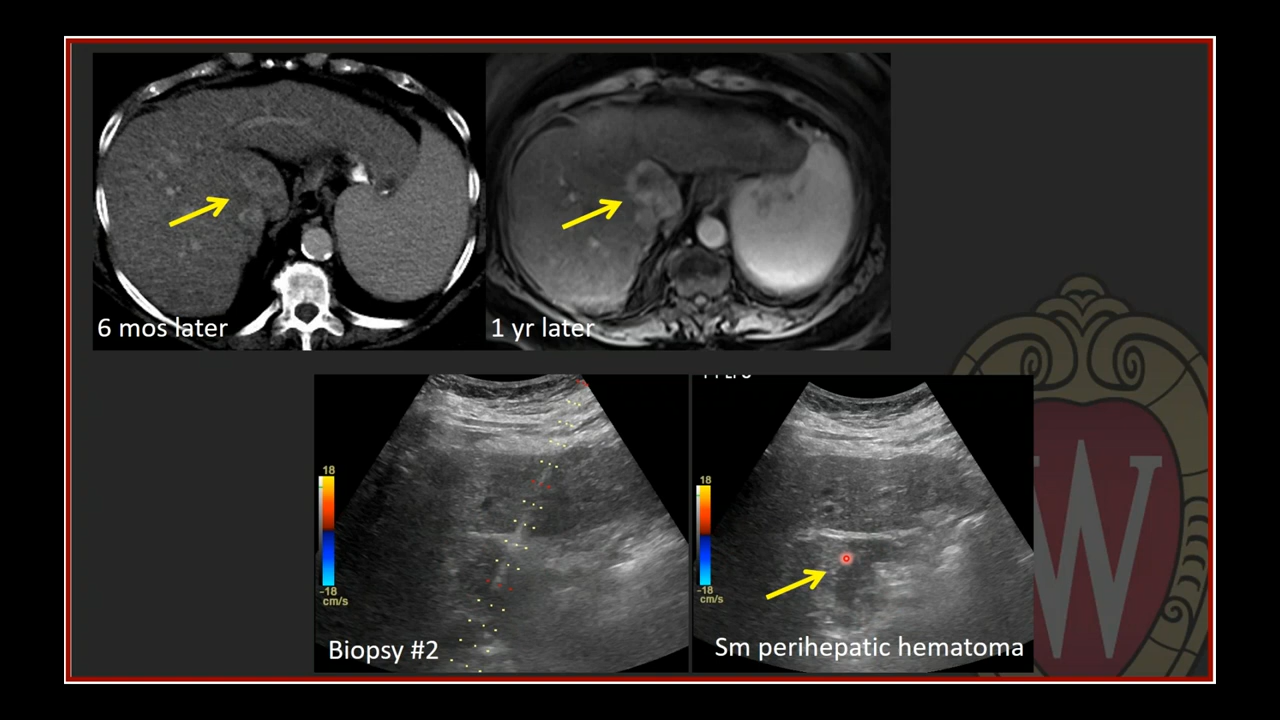 6 mos later
1 yr later
18
-18
cm/s
Biopsy #2
18
-18
cm/s
Sm perihepatic hematoma
W